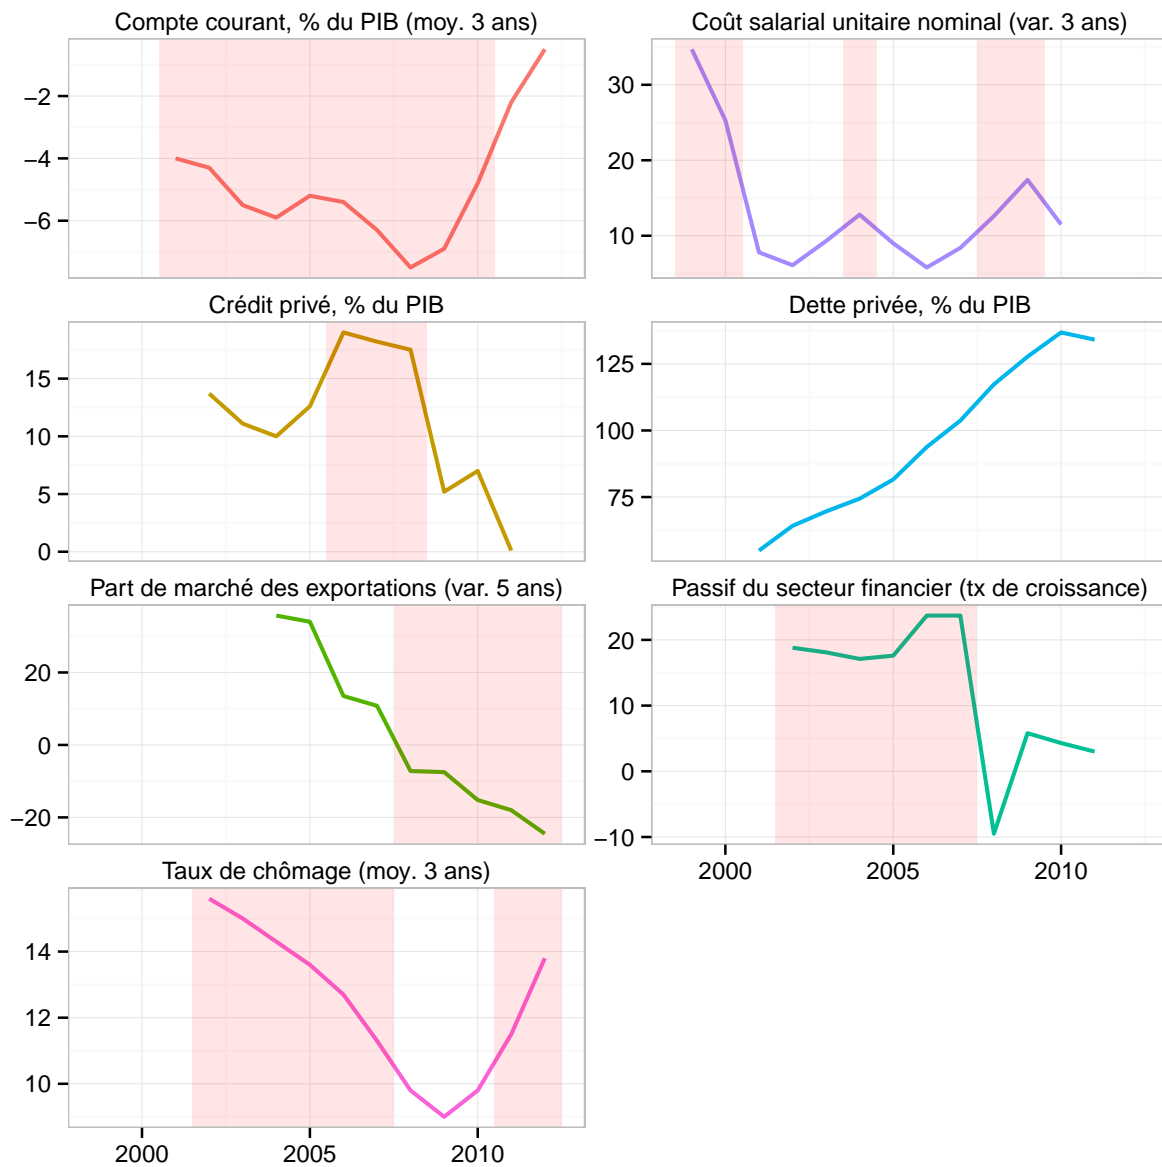 Compte courant, % du PIB (moy. 3 ans)
−2
−4
−6
Coût salarial unitaire nominal (var. 3 ans)
30
20
10
Crédit privé, % du PIB
15
10
5
0
Dette privée, % du PIB
125
100
75
Part de marché des exportations (var. 5 ans)
20
0
−20
Passif du secteur financier (tx de croissance)
20
10
0
−10
2000 2005 2010
Taux de chômage (moy. 3 ans)
14
12
10
2000 2005 2010